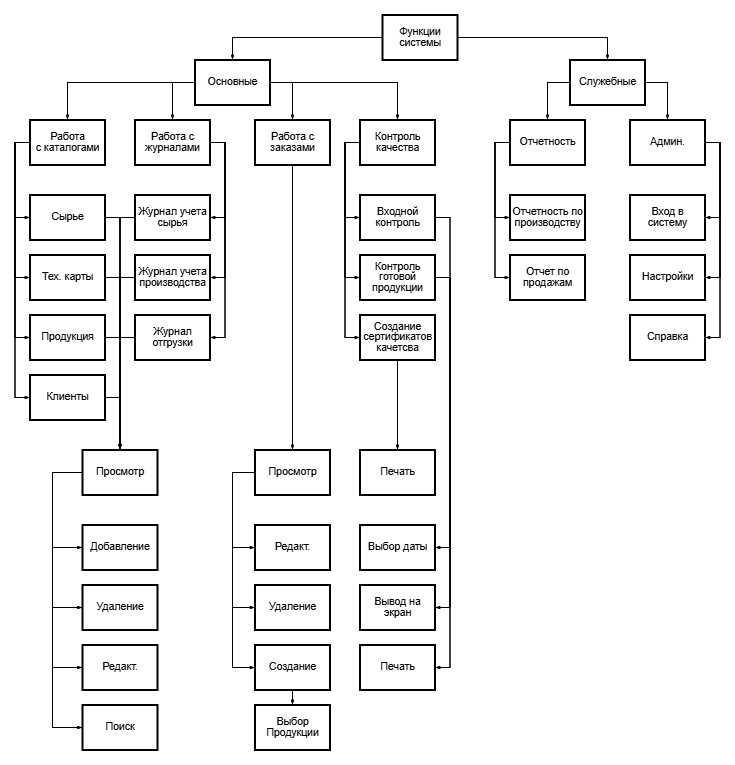 Функции
системы
Основные
Служебные
Работа
с каталогами
Работа с
журналами
Работа с
заказами
Контроль
качества
Отчетность
Админ.
Сырье
Журнал учета
сырья
Входной
контроль
Отчетность по
производству
Вход в
систему
Тех. карты
Журнал учета
производства
Контроль
готовой
продукции
Отчет по
продажам
Настройки
Продукция
Журнал
отгрузки
Создание
сертификатов
качетсва
Справка
Клиенты
Просмотр
Просмотр
Печать
Добавление
Редакт.
Выбор даты
Удаление
Удаление
Вывод на
экран
Редакт.
Создание
Печать
Поиск
Выбор
Продукции